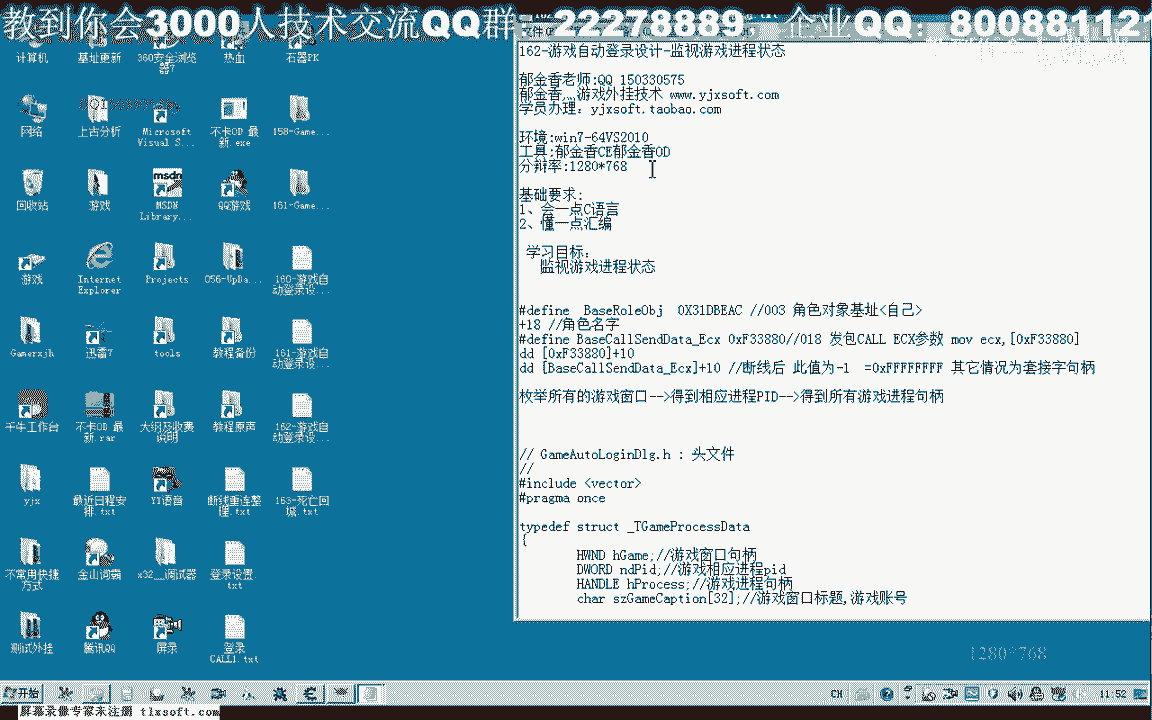 教到你会3000人技术交流QQ群: 22278889 企业QQ: 800881121
计算机
基址更新
360安全浏览器7
热血
石器PK
网络
上古分析
Microsoft Visual S...
不卡OD 最新.exe
158-Game...
回收站
游戏
MSDN Library...
QQ游戏
161-Game...
游戏
Internet Explorer
Projects
056-UpDa...
160-游戏自动登录设...
Gamerxjh
迅雷7
tools
教程备份
161-游戏自动登录设...
千牛工作台
不卡OD 最新.rar
大纲及收费说明
教程原声
162-游戏自动登录设...
yjx
最近日程安排.txt
YY语音
断线重连整理.txt
163-死亡回城.txt
不常用快捷方式
金山词霸
x32__调试器
登录设置.txt
测试外挂
腾讯QQ
屏录
登录CALL1.txt
162-游戏自动登录设计-监视游戏进程状态
郁金香老师:QQ 150330575
郁金香灬游戏外挂技术 www.yjxsoft.com
学员办理: yjxsoft.taobao.com
环境:win7-64VS2010
工具:郁金香CE郁金香OD
分辩率:1280*768
基础要求:
1、会一点C语言
2、懂一点汇编
学习目标:
监视游戏进程状态
#define  BaseRoleObj  0X31DBEAC //003 角色对象基址<自己>
+18 //角色名字
#define BaseCallSendData_Ecx 0xF33880//018 发包CALL ECX参数 mov ecx,[0xF33880]
dd [0xF33880]+10
dd [BaseCallSendData_Ecx]+10 //断线后 此值为-1  =0xFFFFFFFF 其它情况为套接字句柄
枚举所有的游戏窗口-->得到相应进程PID-->得到所有游戏进程句柄
// GameAutoLoginDlg.h : 头文件
//
#include <vector>
#pragma once
typedef struct _TGameProcessData
{
HWND hGame;//游戏窗口句柄
DWORD ndPid;//游戏相应进程pid
HANDLE hProcess;//游戏进程句柄
char szGameCaption[32];//游戏窗口标题,游戏账号
1280*768
开始
CH
11:52
屏幕录像专家未注册 tlxsoft.com